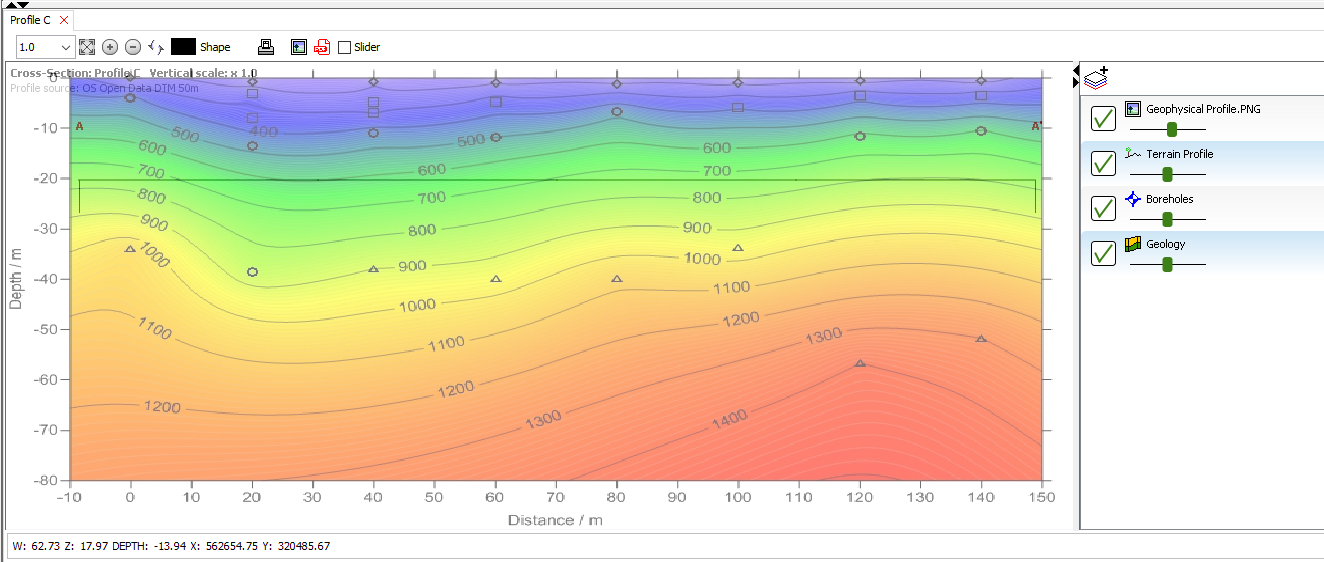 Profile C
1.0
Shape
Slider
Cross-Section: Profile C Vertical scale: x 1.0
Profile source: OS Open Data DTM 50m
0
-10
-20
-30
-40
-50
-60
-70
-80
Depth / m
A
A'
500
400
500
600
600
600
700
700
700
800
800
800
900
900
900
1000
1000
1000
1100
1100
1100
1200
1200
1200
1300
1300
1400
-10 0 10 20 30 40 50 60 70 80 90 100 110 120 130 140 150
Distance / m
Geophysical Profile.PNG
Terrain Profile
Boreholes
Geology
W: 62.73 Z: 17.97 DEPTH: -13.94 X: 562654.75 Y: 320485.67